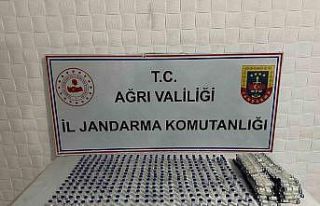 T.C.
AĞRI VALİLİĞİ
İL JANDARMA KOMUTANLIĞI